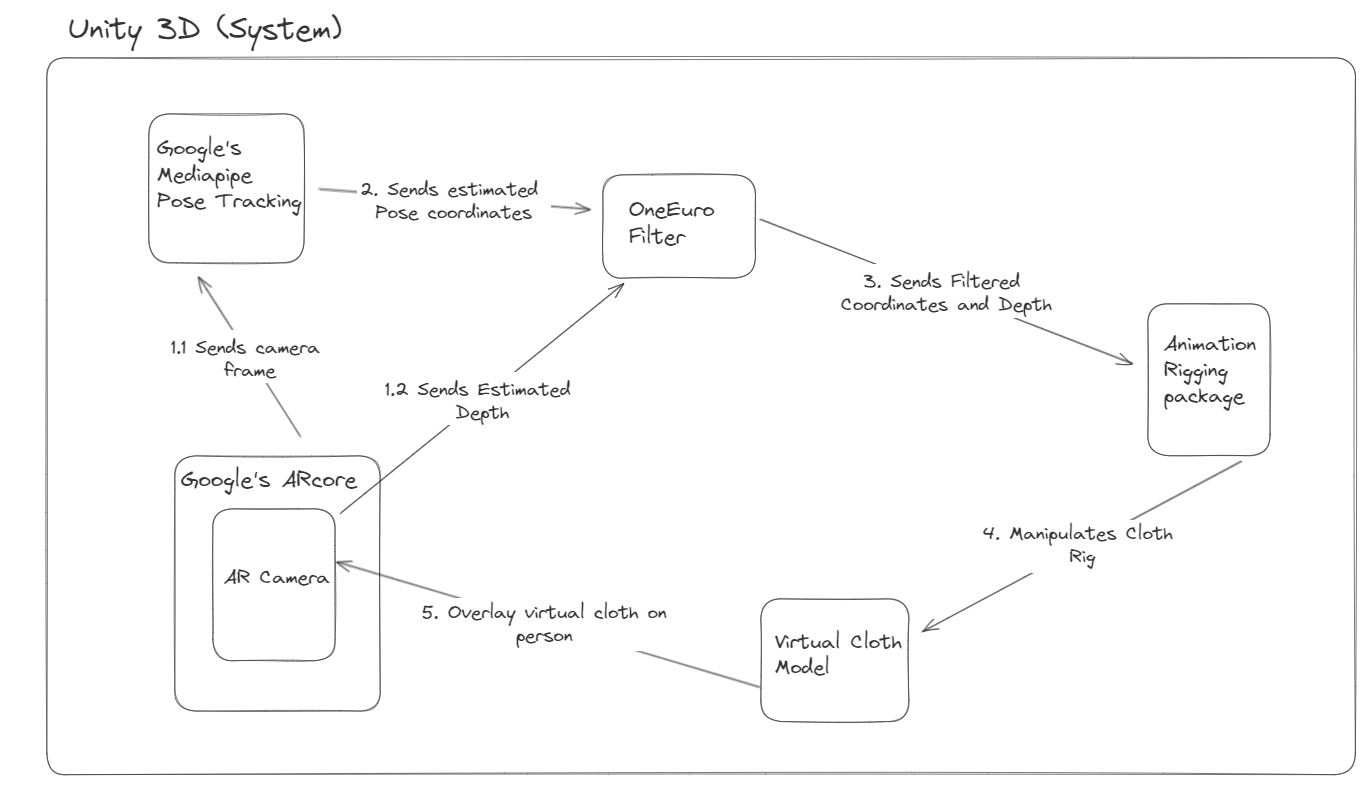 Unity 3D (System)
Google's
Mediapipe
Pose Tracking
2. Sends estimated
Pose coordinates
OneEuro
Filter
3. Sends Filtered
Coordinates and Depth
1.1 Sends camera
frame
1.2 Sends Estimated
Depth
Animation
Rigging
package
Google's ARcore
AR Camera
4. Manipulates Cloth
Rig
5. Overlay virtual cloth on
person
Virtual Cloth
Model